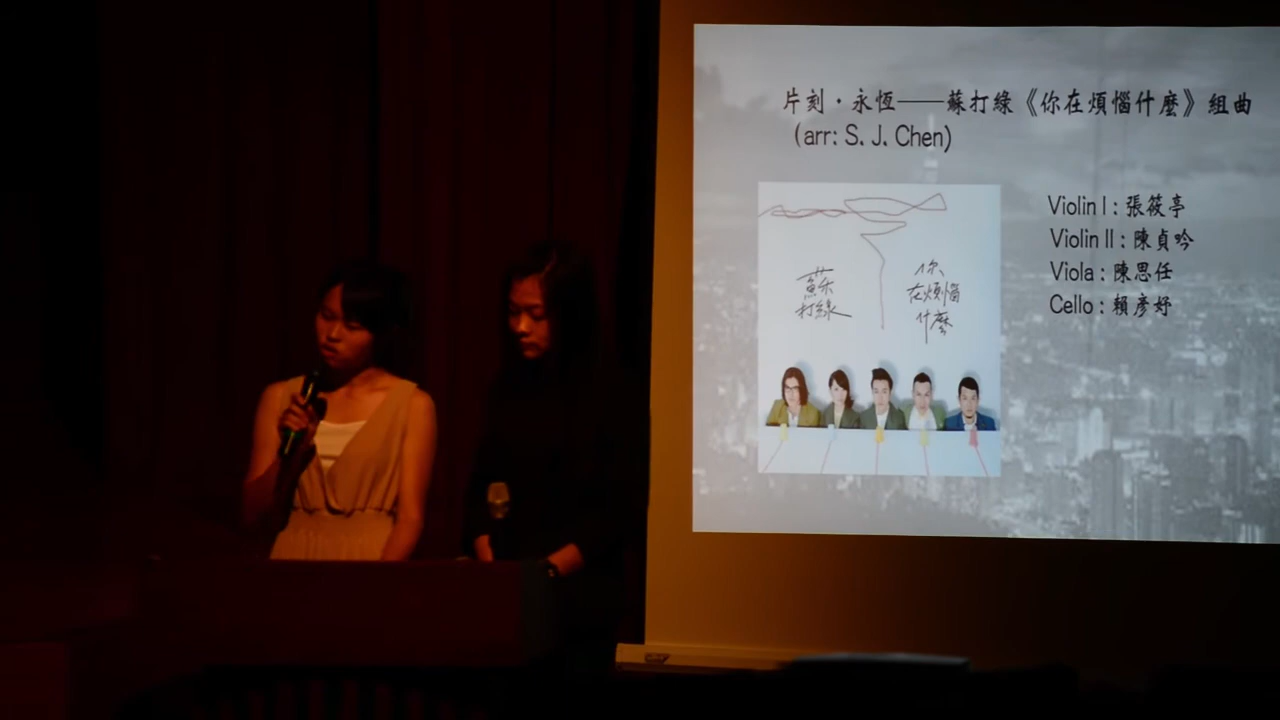 片刻・永恆——蘇打綠《你在煩惱什麼》組曲
(arr: S. J. Chen)
Violin I : 張筱亭
Violin II : 陳貞吟
Viola : 陳思任
Cello : 賴彥妤
蘇
打綠
你
在煩惱
什麼